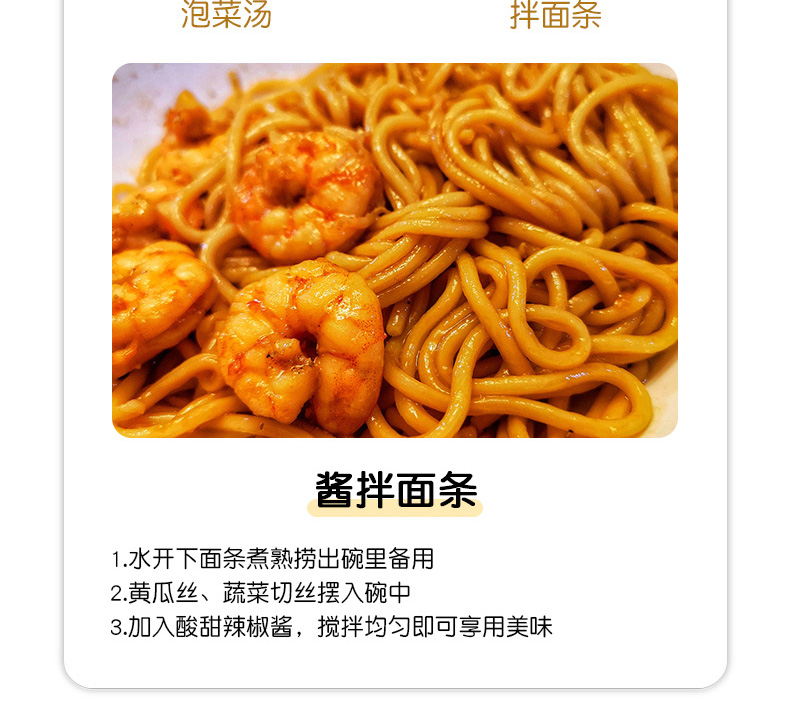 泡菜汤
拌面条
酱拌面条
1.水开下面条煮熟捞出碗里备用
2.黄瓜丝、蔬菜切丝摆入碗中
3.加入酸甜辣椒酱，搅拌均匀即可享用美味